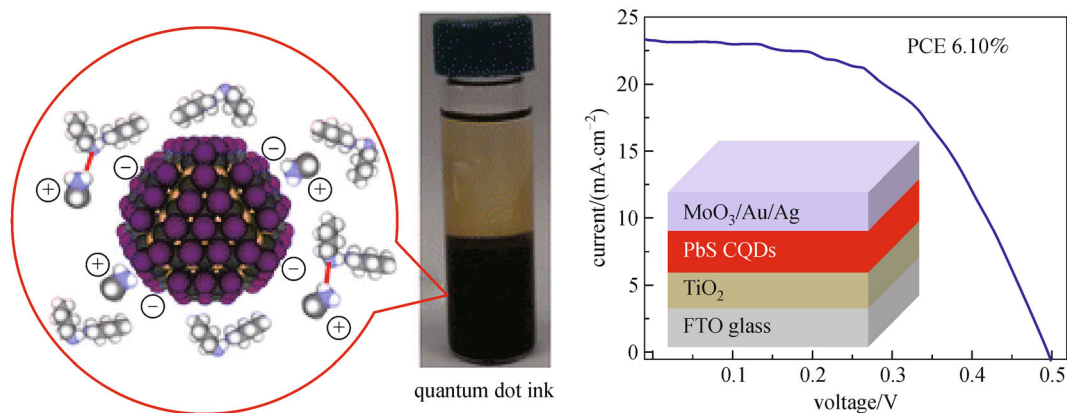 ⊕
⊖
⊖
⊕
⊕
⊖
⊖
⊕
quantum dot ink
25
20
15
10
5
0
current/(mA·cm⁻²)
PCE 6.10%
MoO₃/Au/Ag
PbS CQDs
TiO₂
FTO glass
0.1 0.2 0.3 0.4 0.5
voltage/V